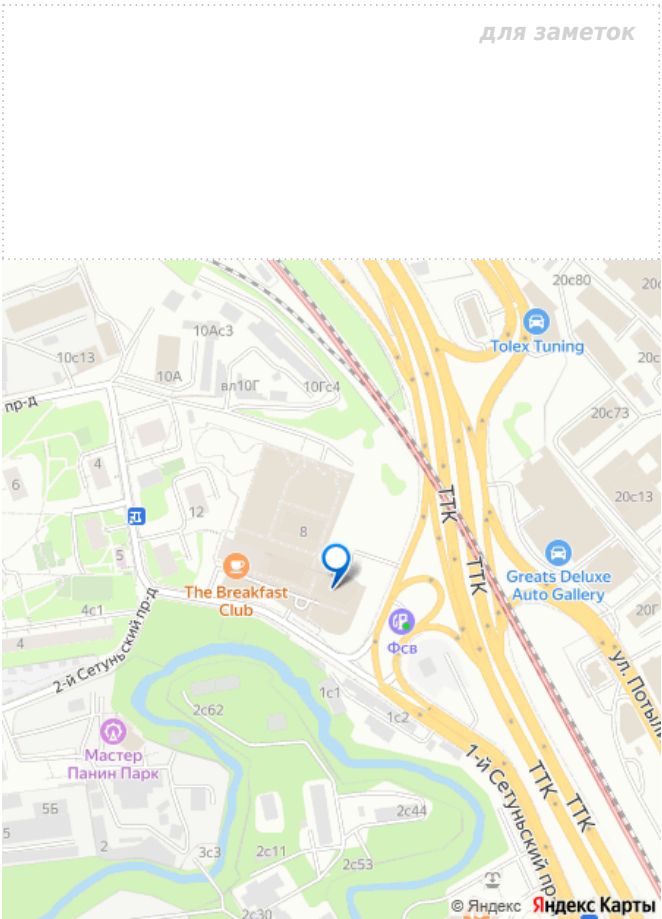 для заметок
20с80
20с
Tolex Tuning
10Ас3
10с13
10А
вл10Г
10Гс4
20с
пр-д
20с73
4
6
ТТК
20с13
12
8
5
ТТК
The Breakfast
Club
Greats Deluxe
Auto Gallery
4с1
20Г
4
Фсв
2-й Сетуньский пр-д
ул. Потыли
1с1
2с62
1с2
Мастер
Панин Парк
1-й Сетуньский пр
ТТК
ТТК
5Б
2с44
5
2
3с3
2с11
2с53
2с30
© Яндекс Яндекс Карты